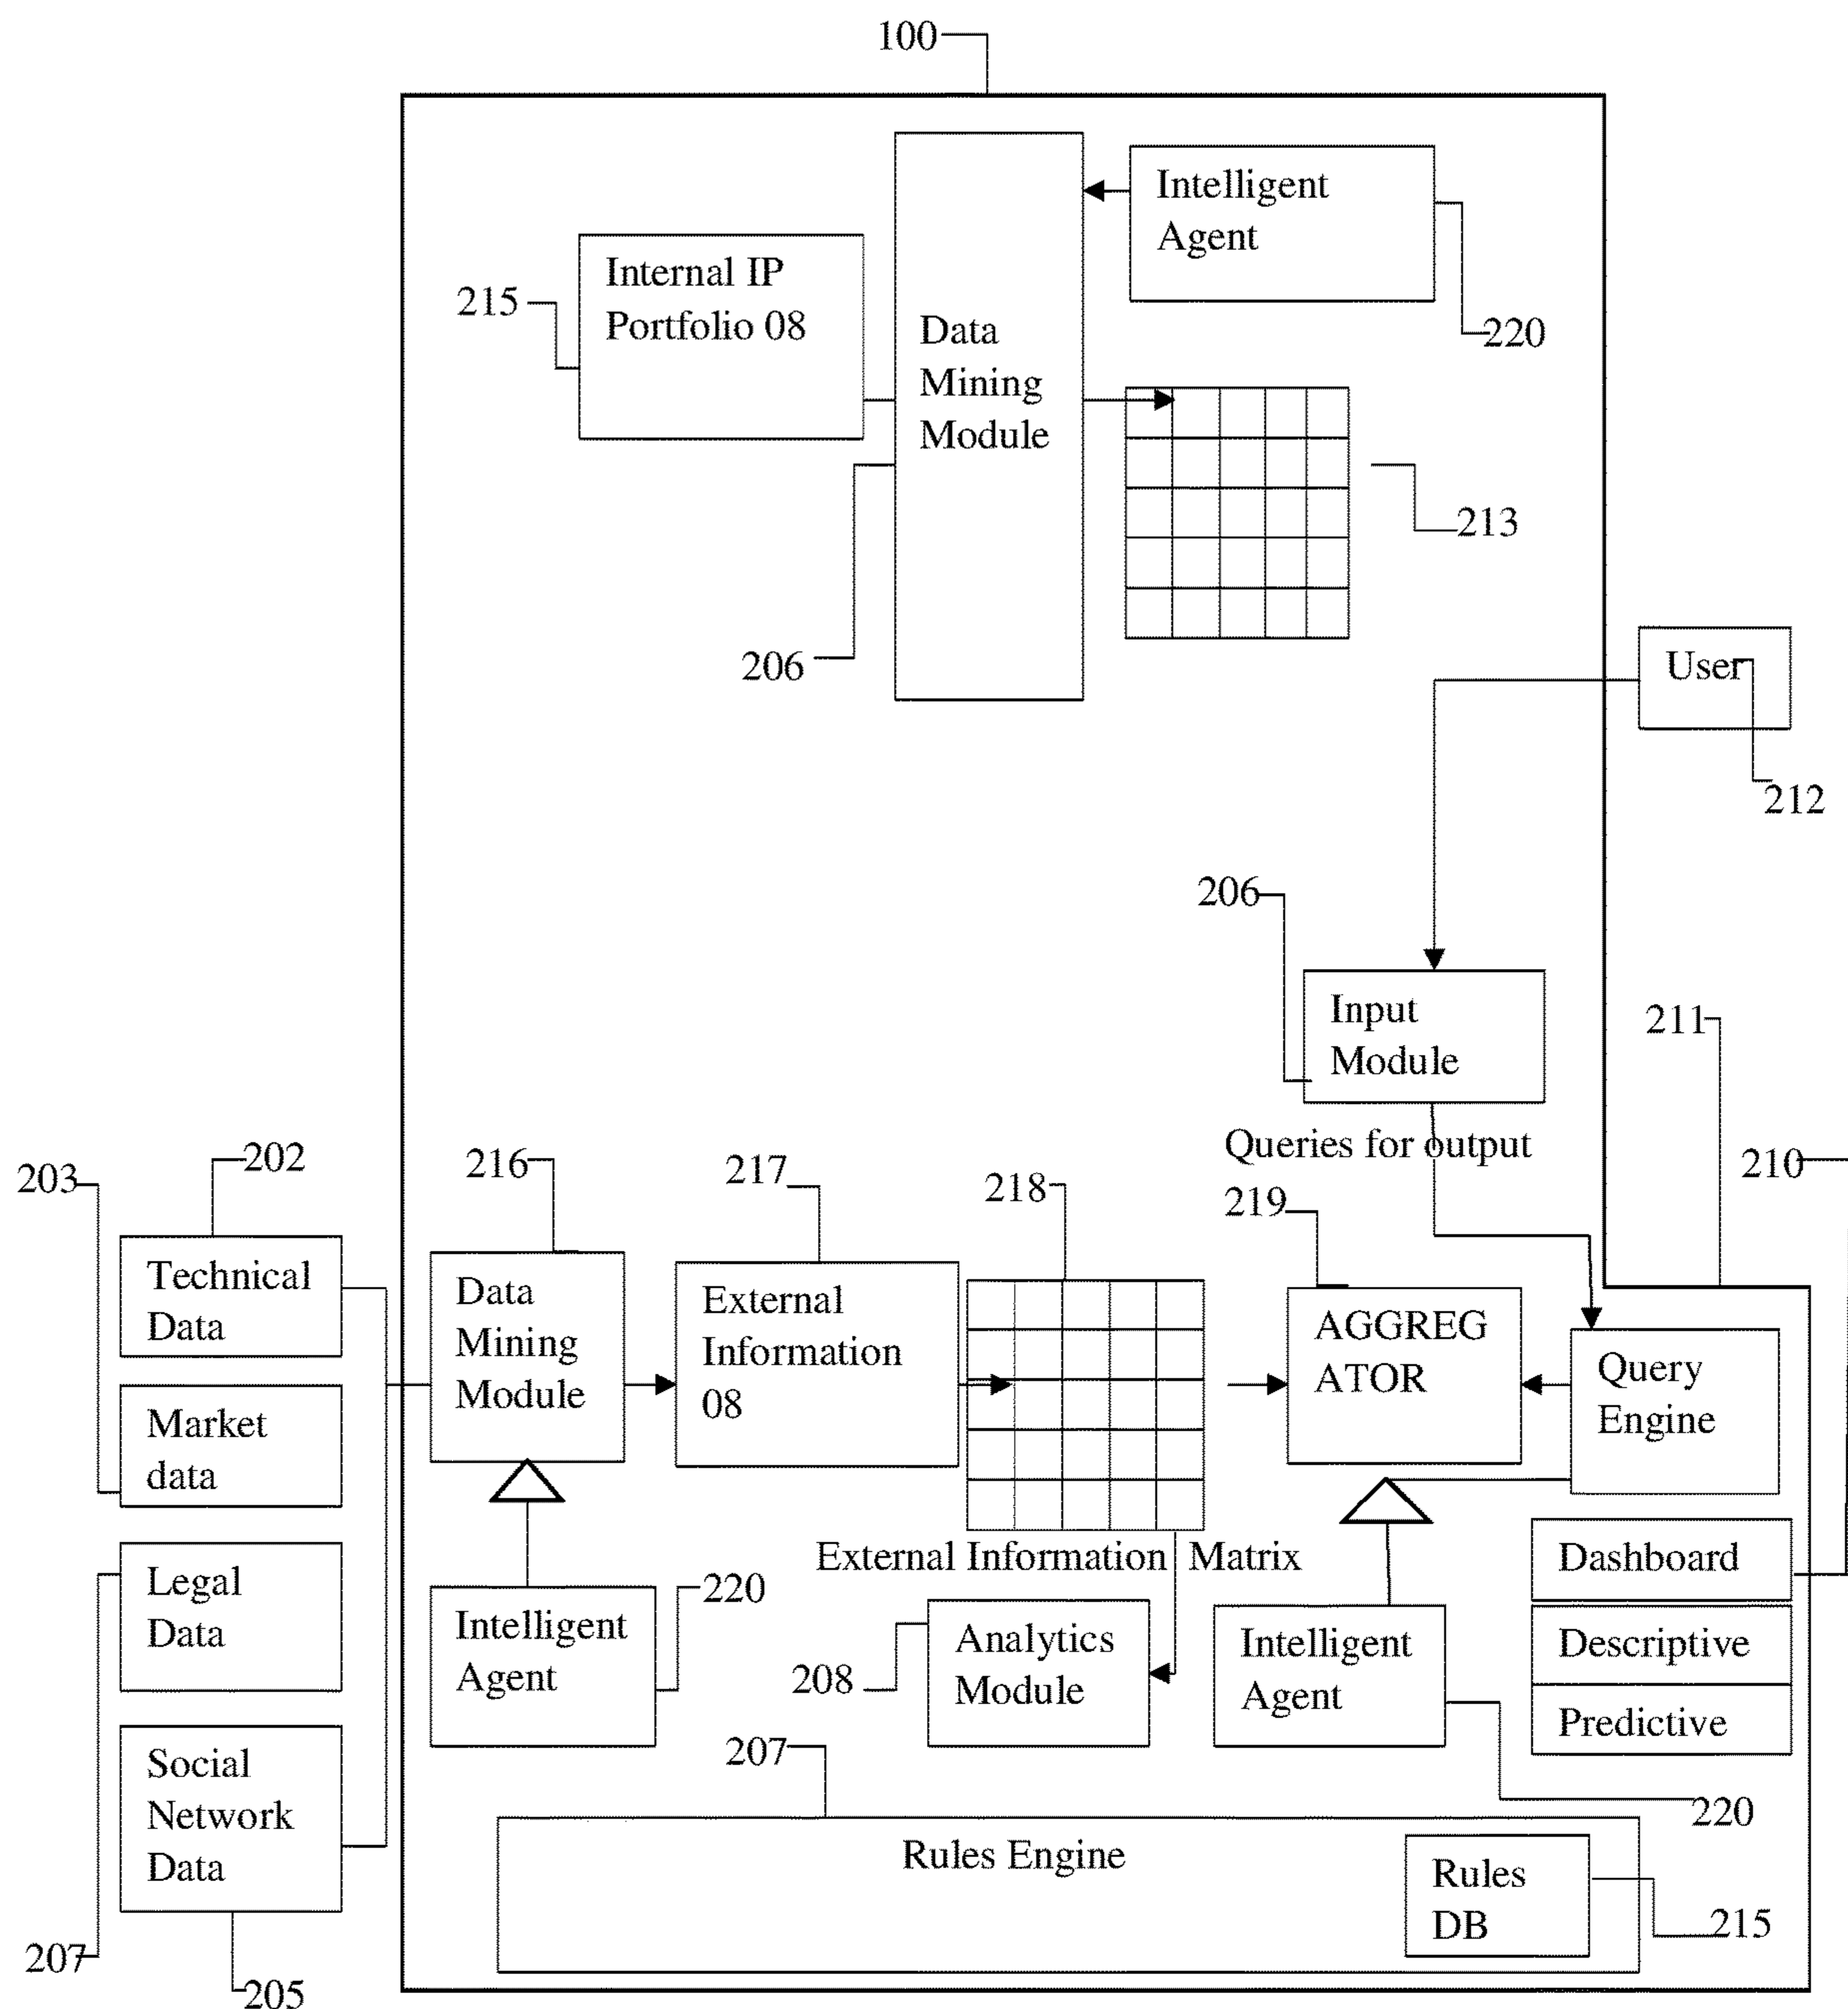 100
Intelligent
Agent
220
Internal IP
Portfolio 08
215
Data
Mining
Module
206
213
User
212
206
Input
Module
Queries for output
211
210
203
202
216
217
218
219
Technical
Data
Market
data
Legal
Data
Social
Network
Data
207
205
Data
Mining
Module
External
Information
08
AGGREG
ATOR
Query
Engine
External Information Matrix
Intelligent
Agent
220
208
Analytics
Module
Intelligent
Agent
220
Dashboard
Descriptive
Predictive
207
Rules Engine
Rules
DB
215